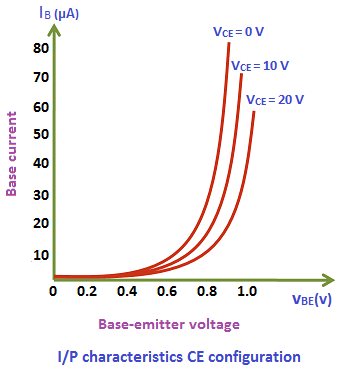 I B (μA)
80
70
60
50
40
30
20
10
Base current
VCE = 0 V
VCE = 10 V
VCE = 20 V
0 0.2 0.4 0.6 0.8 1.0
VBE(v)
Base-emitter voltage
I/P characteristics CE configuration